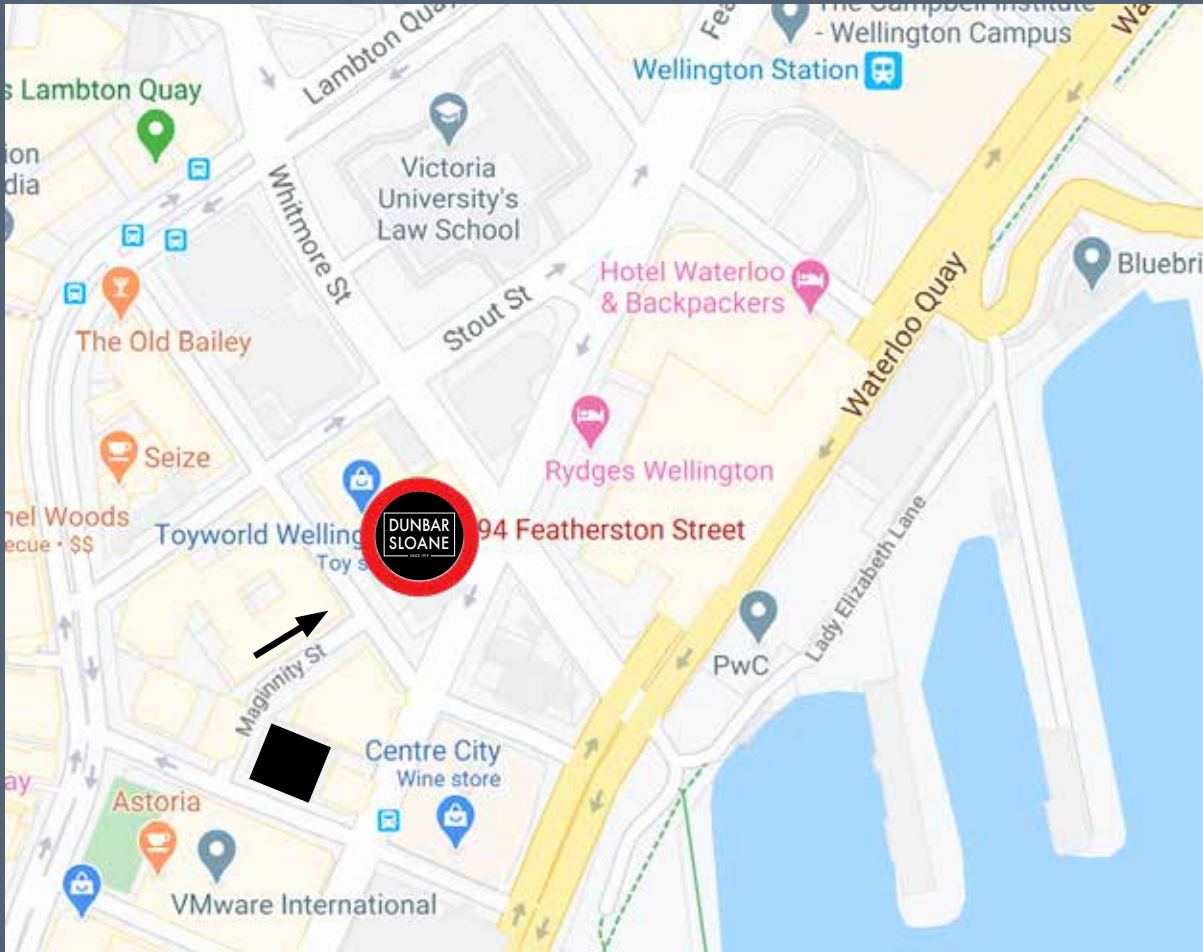 The Campbell Institute
- Wellington Campus
Lambton Quay
Wellington Station
s Lambton Quay
Victoria
University's
Law School
Whitmore St
Stout St
Hotel Waterloo
& Backpackers
Waterloo Quay
Bluebri
The Old Bailey
Seize
Rydges Wellington
nel Woods
ecue • $$
Toyworld Welling
Toy s
DUNBAR
SLOANE
94 Featherston Street
Lady Elizabeth Lane
PwC
Maginnity St
Centre City
Wine store
ay
Astoria
VMware International